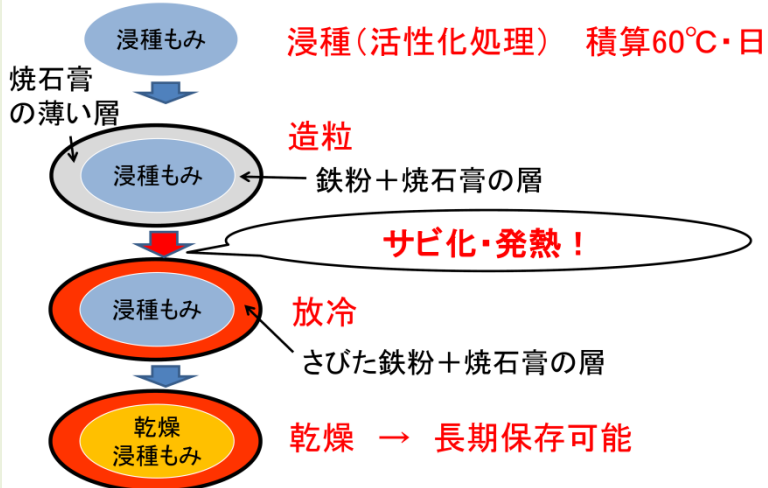 浸種もみ
浸種(活性化処理) 積算60℃・日
焼石膏
の薄い層
造粒
浸種もみ
鉄粉+焼石膏の層
サビ化・発熱!
浸種もみ
放冷
さびた鉄粉+焼石膏の層
乾燥
浸種もみ
乾燥 → 長期保存可能